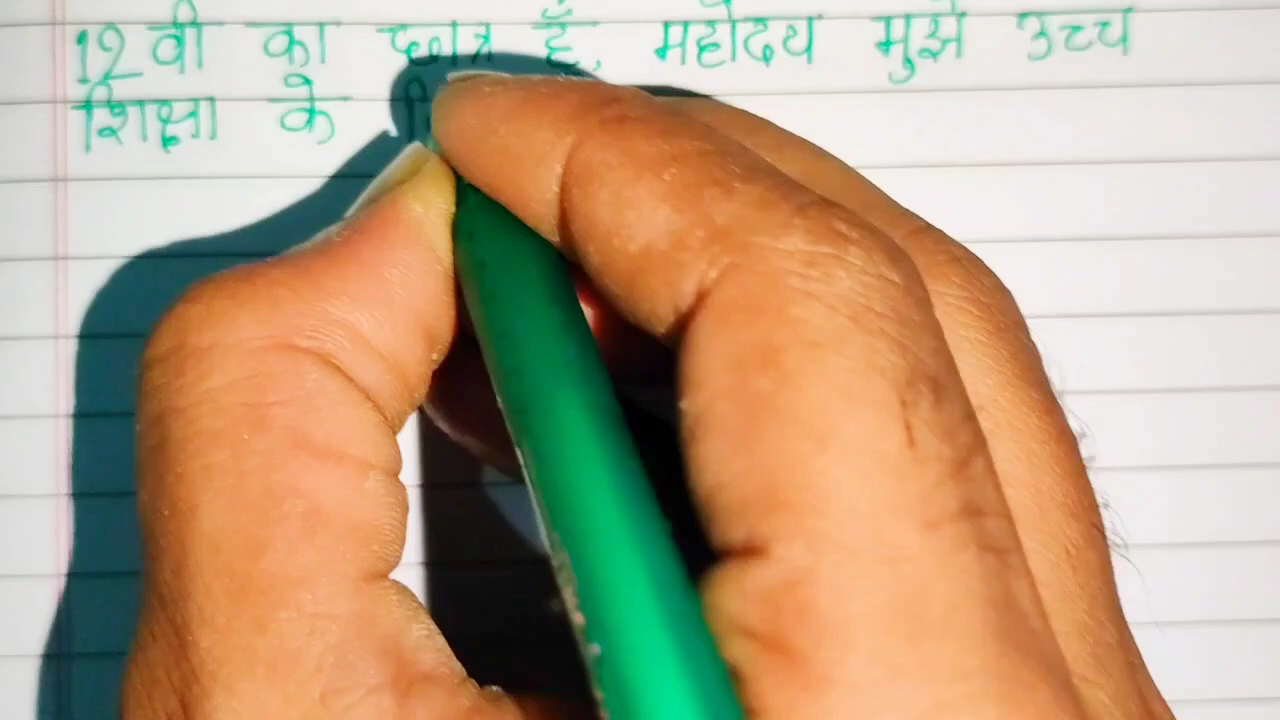 12वी का छात्र हूँ, महोदय मुझे उच्च
शिक्षा के